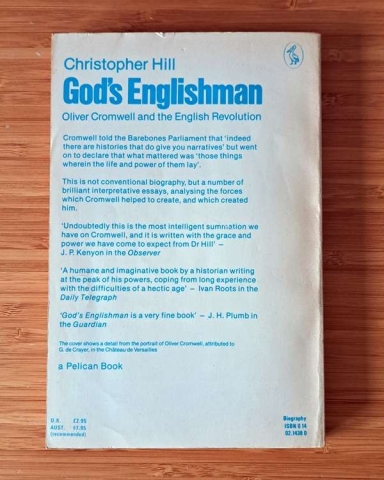 Christopher Hill
God's Englishman
Oliver Cromwell and the English Revolution
Cromwell told the Barebones Parliament that 'indeed
there are histories that do give you narratives' but went
on to declare that what mattered was 'those things
wherein the life and power of them lay'.
This is not conventional biography, but a number of
brilliant interpretative essays, analysing the forces
which Cromwell helped to create, and which created
him.
'Undoubtedly this is the most intelligent summation we
have on Cromwell, and it is written with the grace and
power we have come to expect from Dr Hill' –
J. P. Kenyon in the Observer
'A humane and imaginative book by a historian writing
at the peak of his powers, coping from long experience
with the difficulties of a hectic age' – Ivan Roots in the
Daily Telegraph
'God's Englishman is a very fine book' – J. H. Plumb in
the Guardian
The cover shows a detail from the portrait of Oliver Cromwell, attributed to
G. de Crayer, in the Château de Versailles
a Pelican Book
U.K. £2.95
AUST. $7.95
(recommended)
Biography
ISBN 0 14
02.1438 0